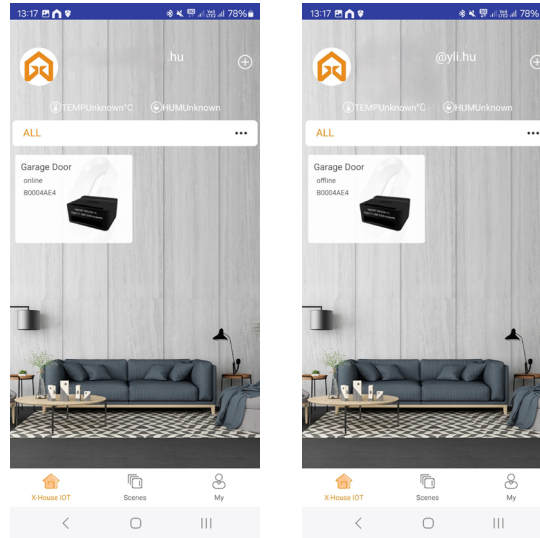 13:17
78%
.hu
TEMPUnknown°C
HUMUnknown
ALL
Garage Door
online
B0004AE4
X-House IOT
Scenes
My
13:17
78%
@yli.hu
TEMPUnknown°C
HUMUnknown
ALL
Garage Door
offline
B0004AE4
X-House IOT
Scenes
My